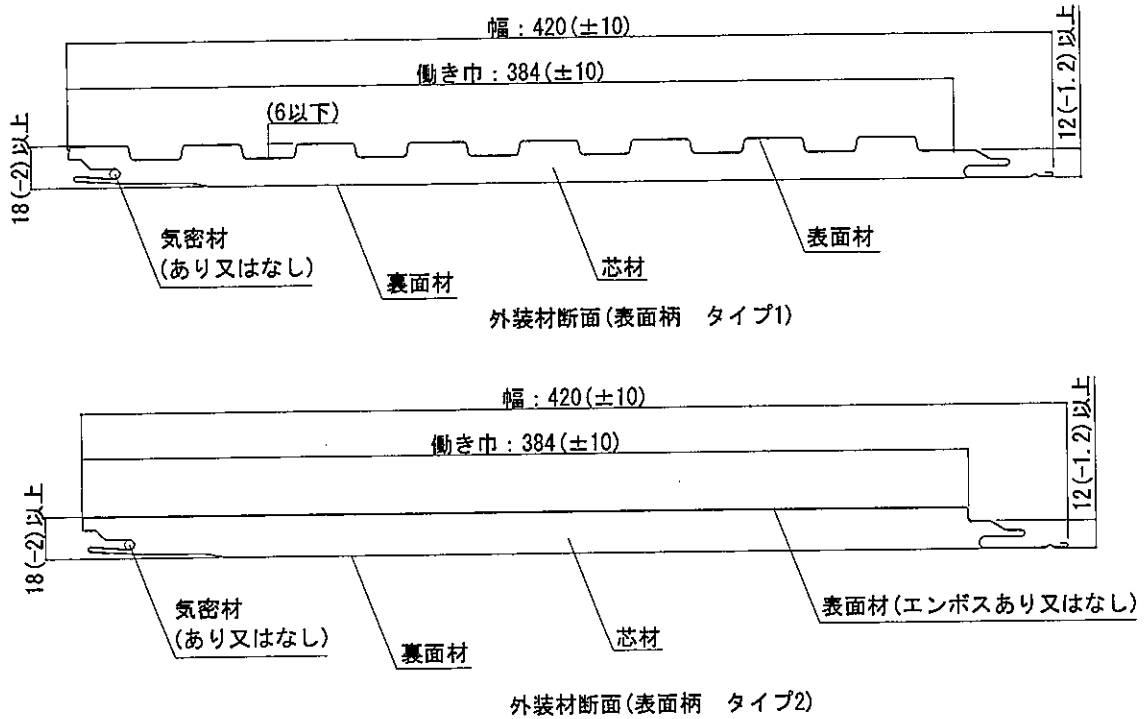 幅：420(±10)
働き巾：384(±10)
(6以下)
12(-1.2)以上
18(-2)以上
気密材
(あり又はなし)
裏面材
芯材
表面材
外装材断面(表面柄　タイプ1)
幅：420(±10)
働き巾：384(±10)
12(-1.2)以上
18(-2)以上
気密材
(あり又はなし)
裏面材
芯材
表面材(エンボスあり又はなし)
外装材断面(表面柄　タイプ2)